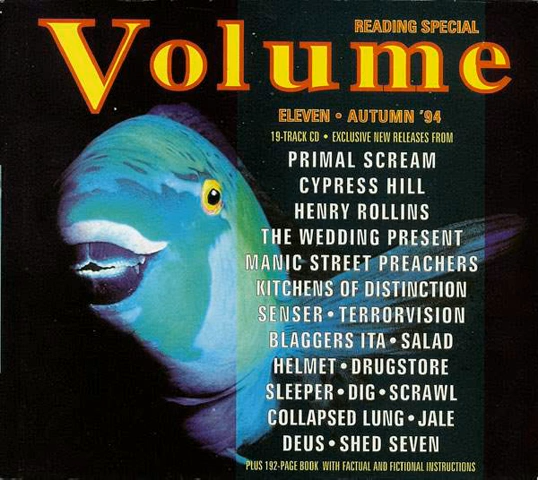 READING SPECIAL
Volume
ELEVEN • AUTUMN '94
19-TRACK CD • EXCLUSIVE NEW RELEASES FROM
PRIMAL SCREAM
CYPRESS HILL
HENRY ROLLINS
THE WEDDING PRESENT
MANIC STREET PREACHERS
KITCHENS OF DISTINCTION
SENSER • TERRORVISION
BLAGGERS ITA • SALAD
HELMET • DRUGSTORE
SLEEPER • DIG • SCRAWL
COLLAPSED LUNG • JALE
DEUS • SHED SEVEN
PLUS 192-PAGE BOOK WITH FACTUAL AND FICTIONAL INSTRUCTIONS